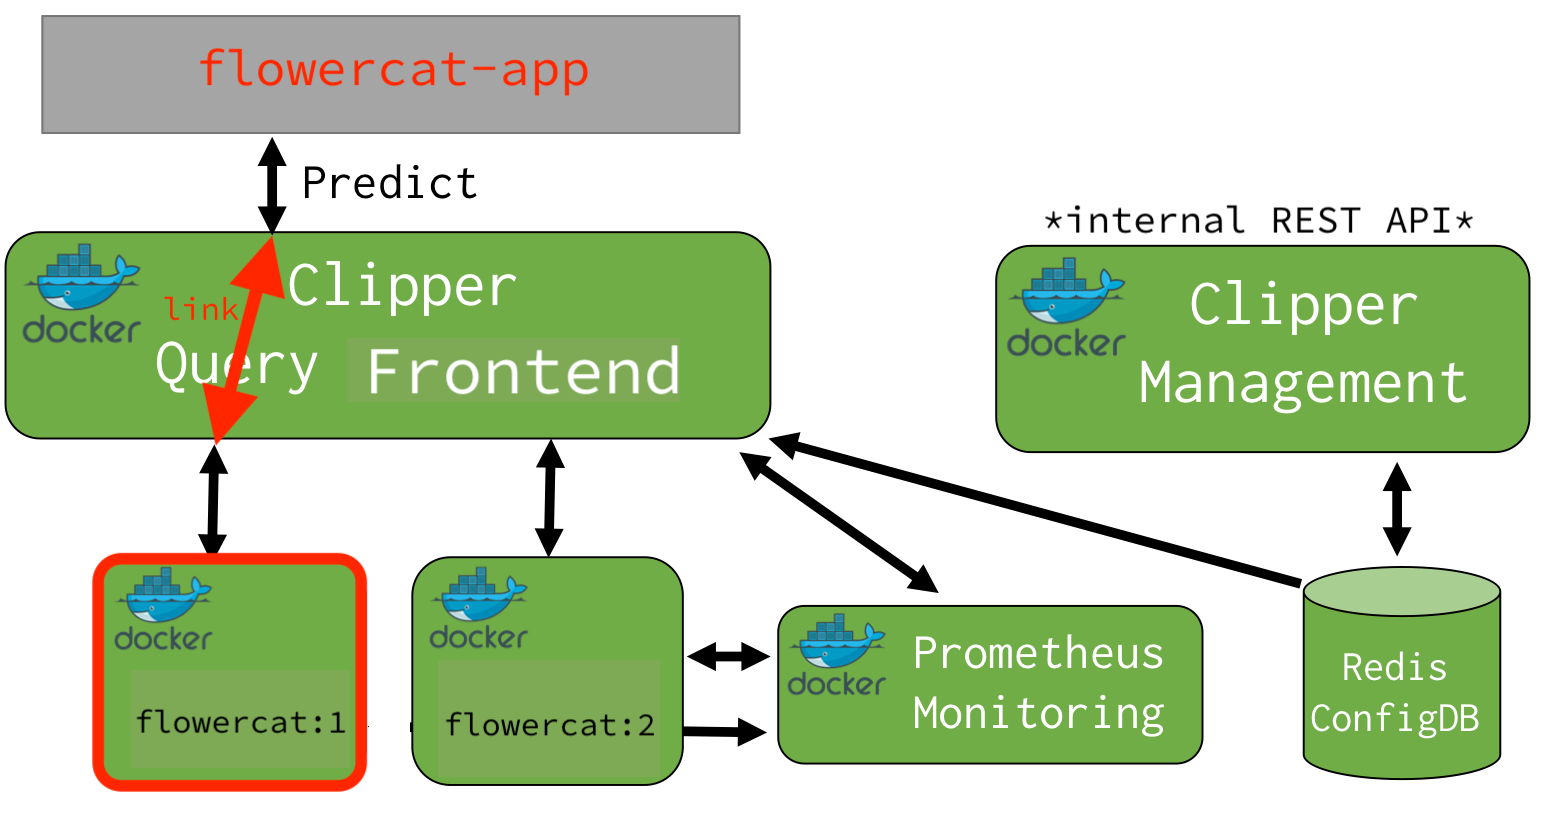 flowercat-app
Predict
*internal REST API*
docker
link
Clipper
Query Frontend
docker
Clipper
Management
docker
flowercat:1
docker
flowercat:2
docker
Prometheus
Monitoring
Redis
ConfigDB